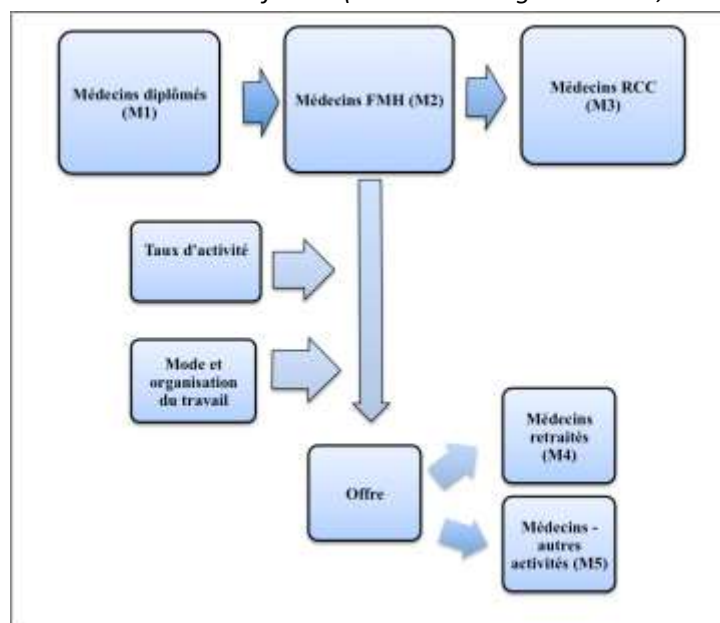 Médecins diplômés
(M1)
Médecins FMH (M2)
Médecins RCC
(M3)
Taux d'activité
Mode et
organisation
du travail
Offre
Médecins
retraités
(M4)
Médecins -
autres
activités (M5)